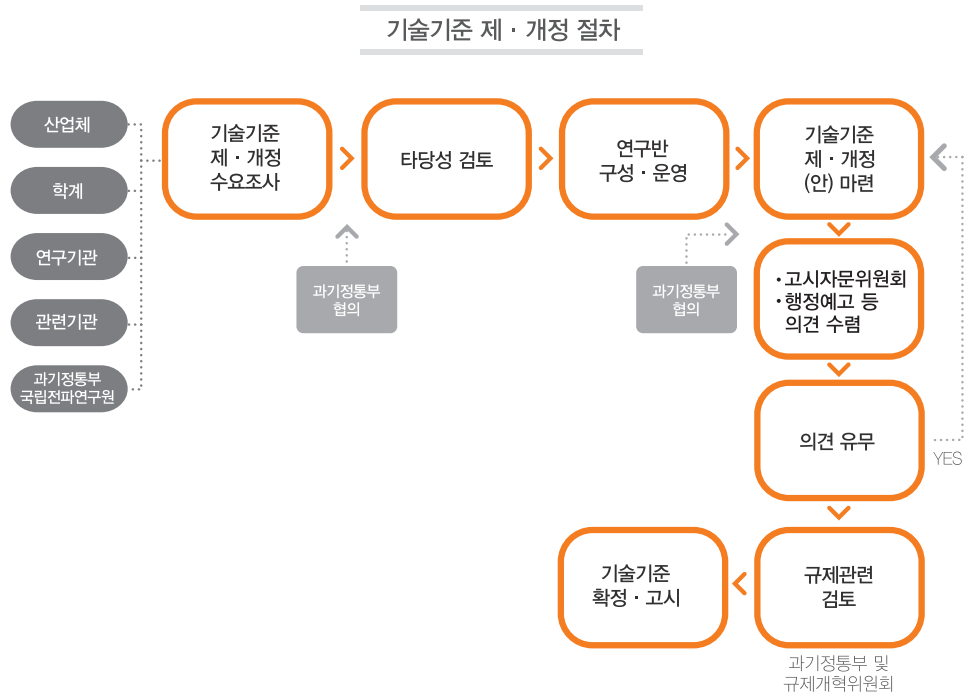 기술기준 제 · 개정 절차
산업체
학계
연구기관
관련기관
과기정통부
국립전파연구원
기술기준
제 · 개정
수요조사
타당성 검토
연구반
구성 · 운영
기술기준
제 · 개정
(안) 마련
과기정통부
협의
과기정통부
협의
• 고시자문위원회
• 행정예고 등
의견 수렴
의견 유무
YES
규제관련
검토
과기정통부 및
규제개혁위원회
기술기준
확정 · 고시